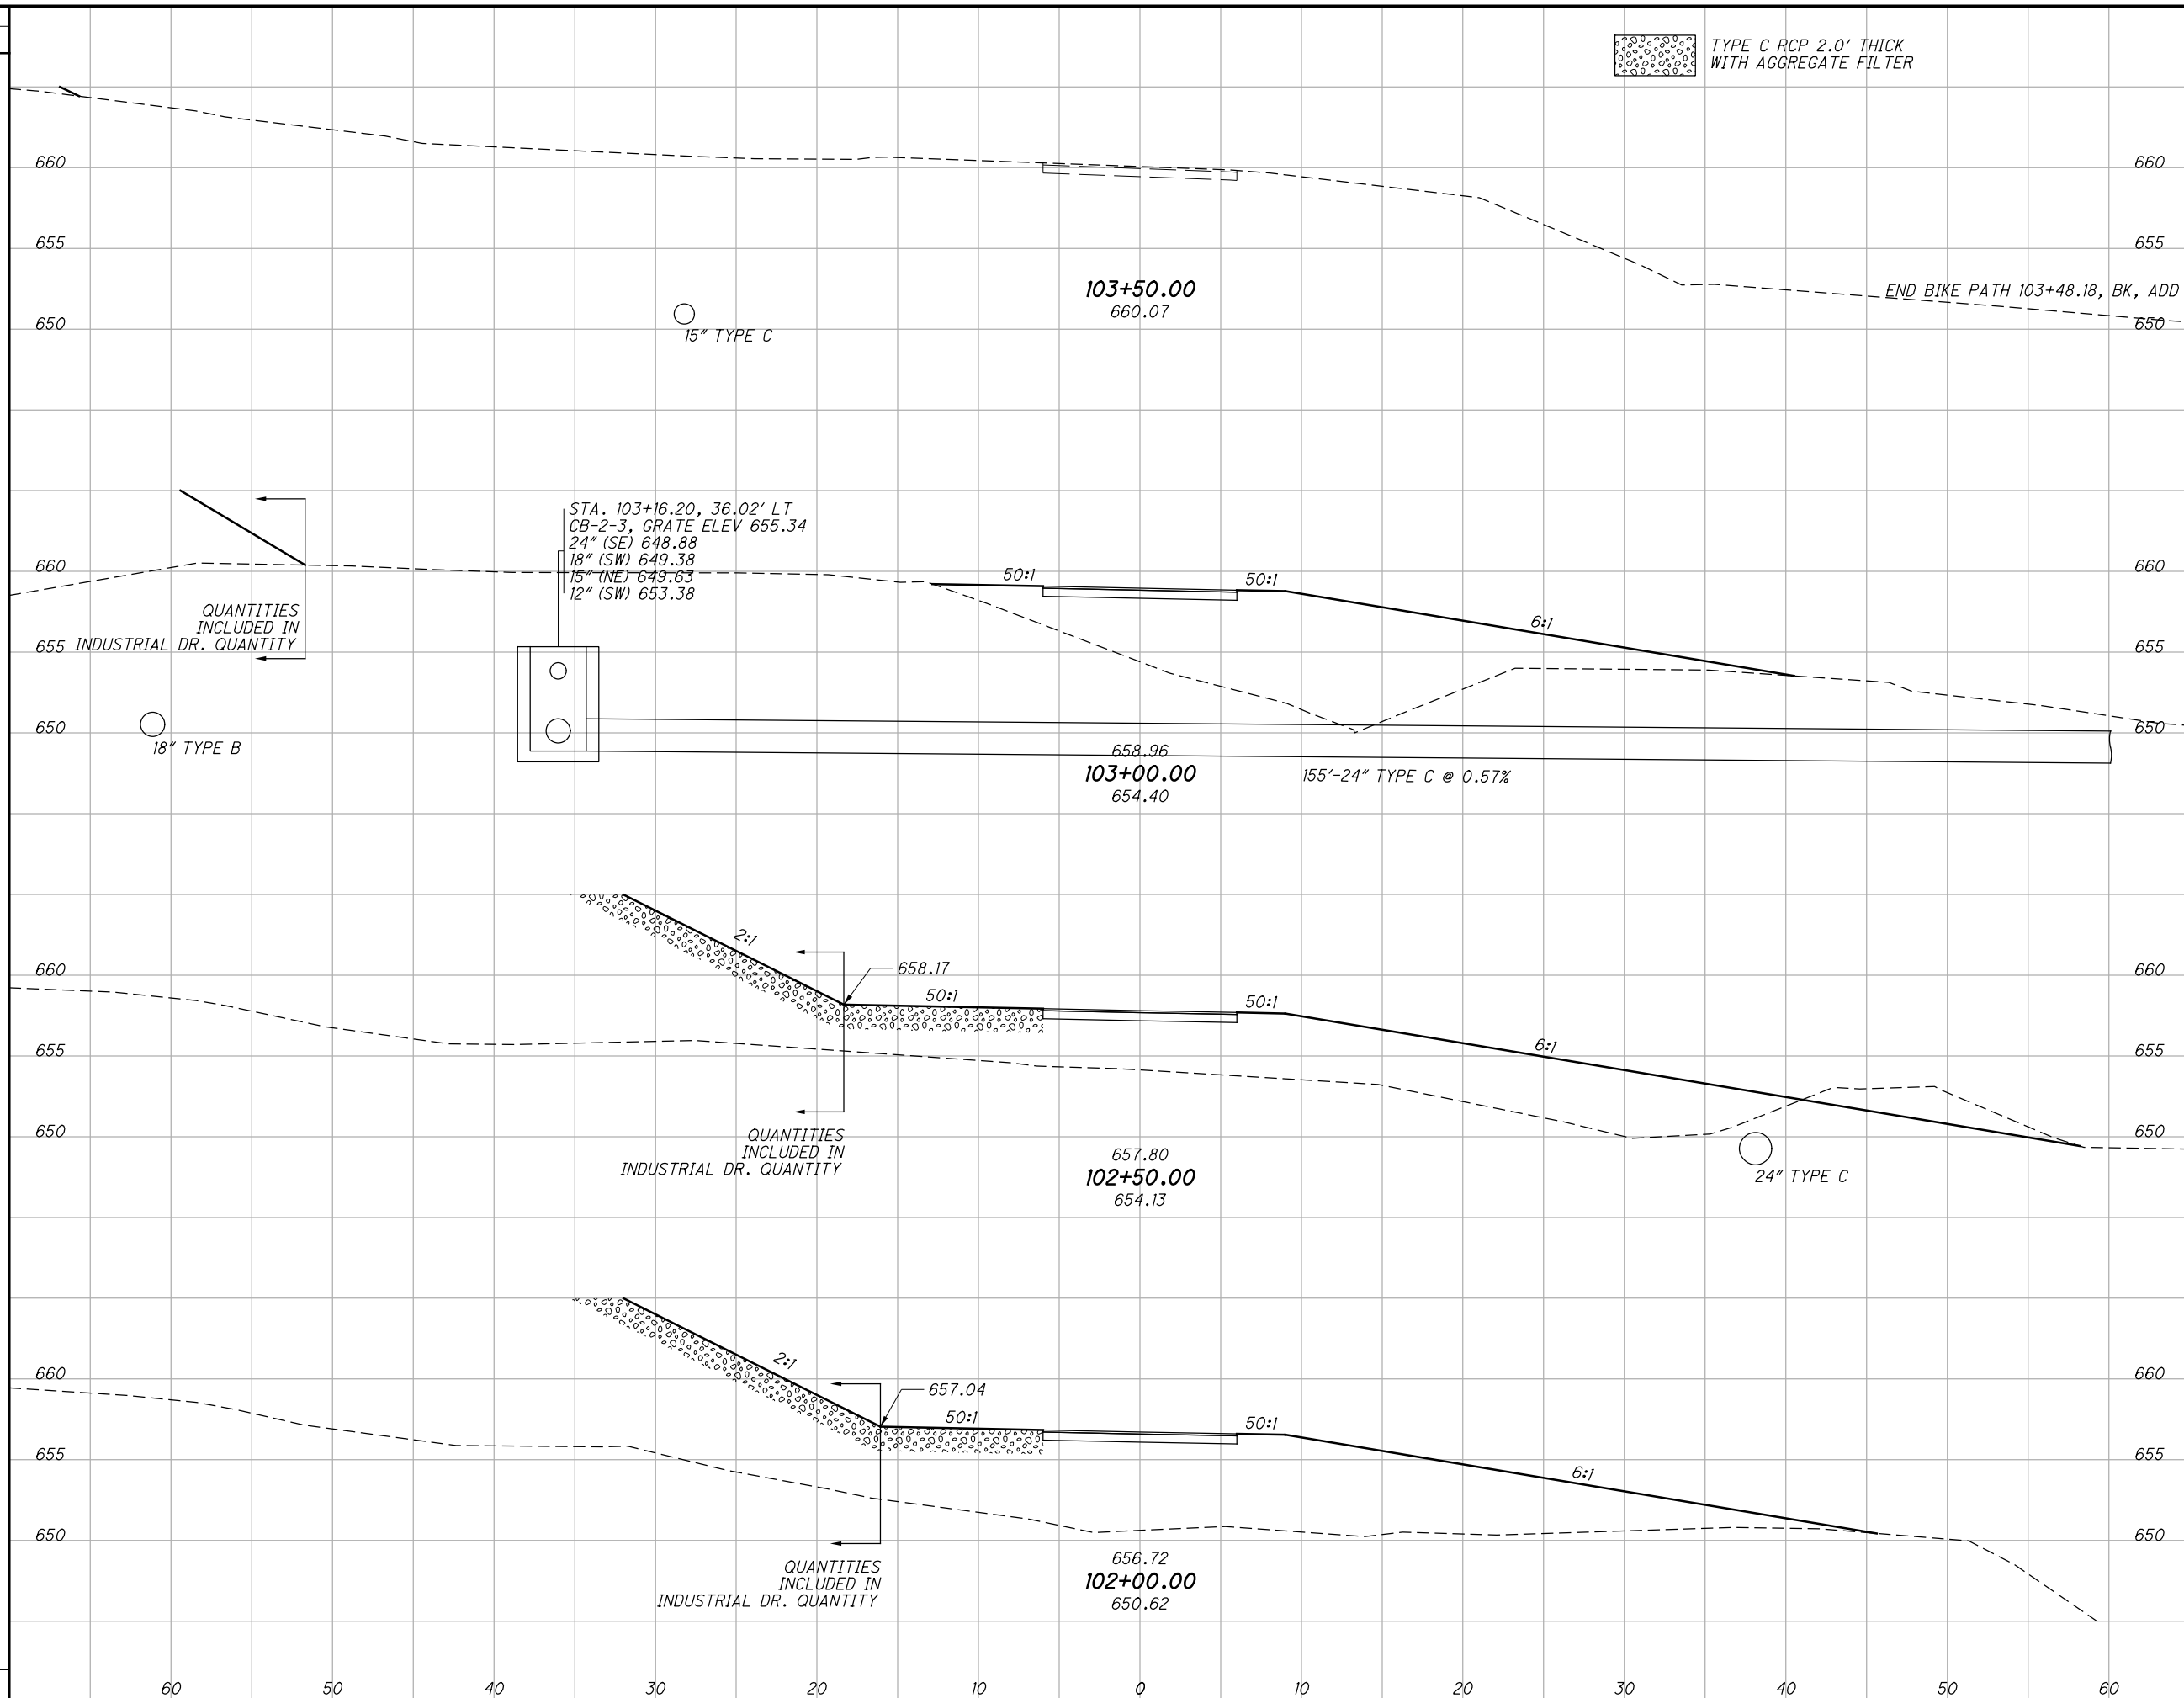 TYPE C RCP 2.0' THICK
WITH AGGREGATE FILTER
660
660
655
655
103+50.00
660.07
END BIKE PATH 103+48.18, BK, ADD
650
650
15" TYPE C
STA. 103+16.20, 36.02' LT
CB-2-3, GRATE ELEV 655.34
24" (SE) 648.88
18" (SW) 649.38
15" (NE) 649.63
12" (SW) 653.38
660
50:1
50:1
660
QUANTITIES
INCLUDED IN
INDUSTRIAL DR. QUANTITY
6:1
655
655
650
650
18" TYPE B
658.96
103+00.00
654.40
155'-24" TYPE C @ 0.57%
2:1
660
658.17
660
50:1
50:1
655
6:1
655
650
650
QUANTITIES
INCLUDED IN
INDUSTRIAL DR. QUANTITY
657.80
102+50.00
654.13
24" TYPE C
2:1
660
657.04
660
50:1
50:1
655
6:1
655
650
650
QUANTITIES
INCLUDED IN
INDUSTRIAL DR. QUANTITY
656.72
102+00.00
650.62
60 50 40 30 20 10 0 10 20 30 40 50 60